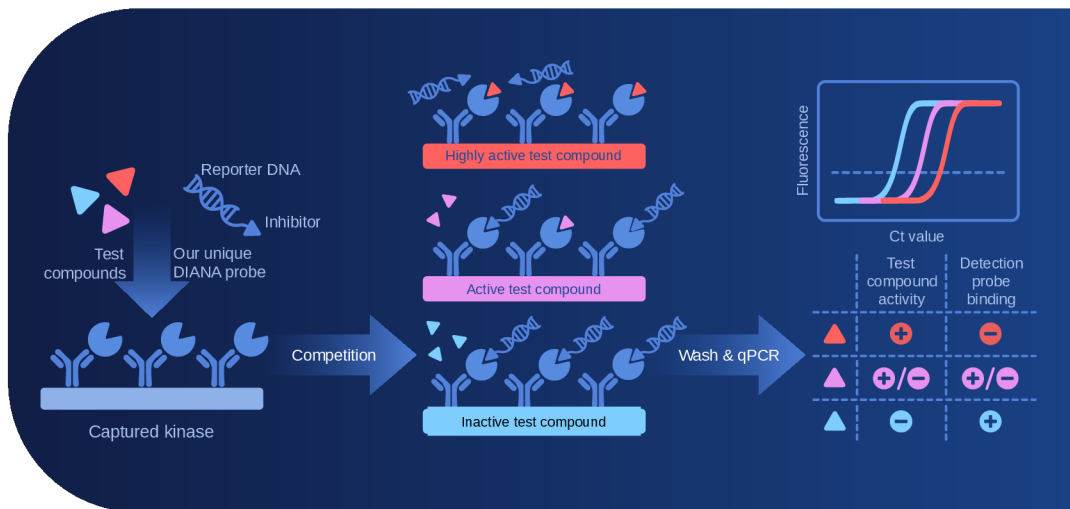 Reporter DNA
Inhibitor
Test
compounds
Our unique
DIANA probe
Captured kinase
Competition
Highly active test compound
Active test compound
Inactive test compound
Wash & qPCR
Fluorescence
Ct value
Test
compound
activity
Detection
probe
binding
+
−
+/−
+/−
−
+